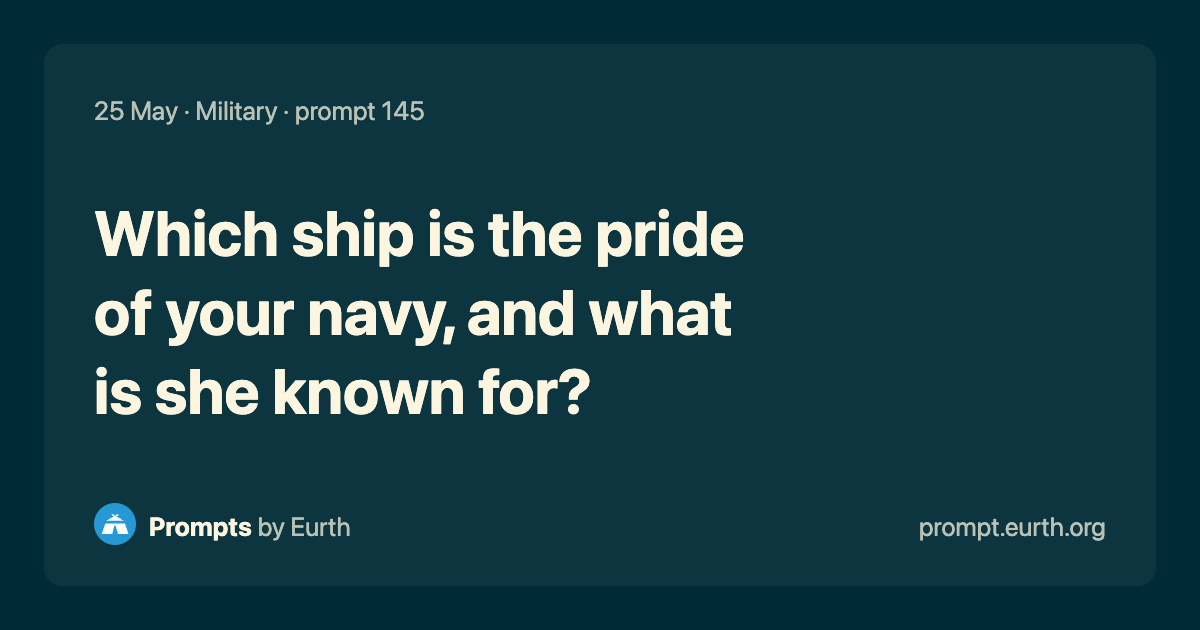 25 May · Military · prompt 145
Which ship is the pride
of your navy, and what
is she known for?
Prompts by Eurth
prompt.eurth.org